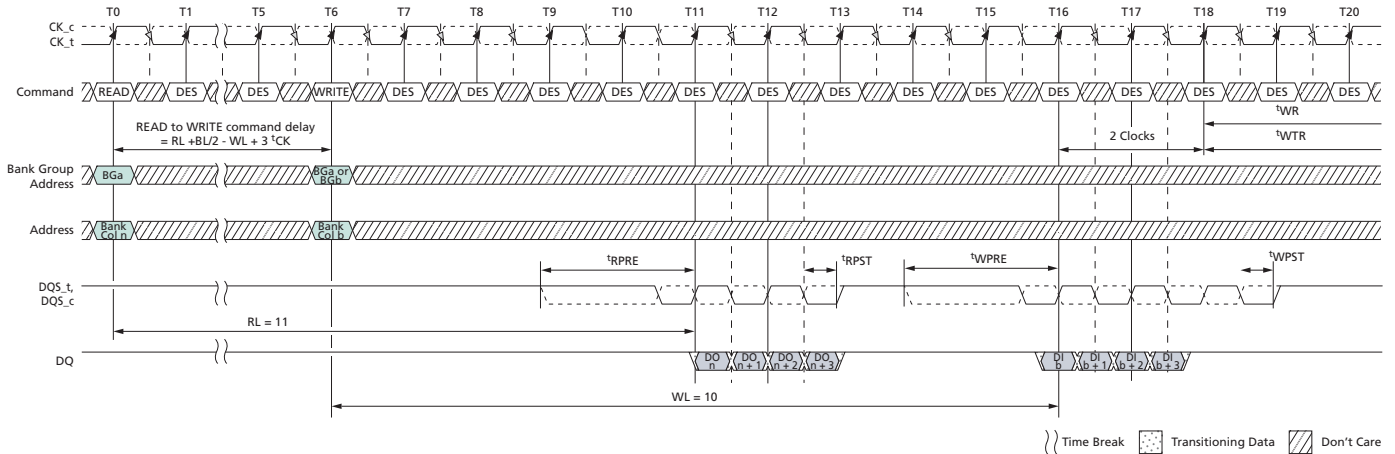 T0 T1 T5 T6 T7 T8 T9 T10 T11 T12 T13 T14 T15 T16 T17 T18 T19 T20
CK_c
CK_t
Command READ DES DES WRITE DES DES DES DES DES DES DES DES DES DES DES DES DES DES
tWR
READ to WRITE command delay
= RL +BL/2 - WL + 3 tCK
2 Clocks
tWTR
Bank Group
Address
BGa
BGa or
BGb
Address
Bank
Col n
Bank
Col b
tRPRE tRPST tWPRE tWPST
DQS_t,
DQS_c
RL = 11
DQ
DO
n
DO
n + 1
DO
n + 2
DO
n + 3
DI
b
DI
b + 1
DI
b + 2
DI
b + 3
WL = 10
Time Break Transitioning Data Don't Care